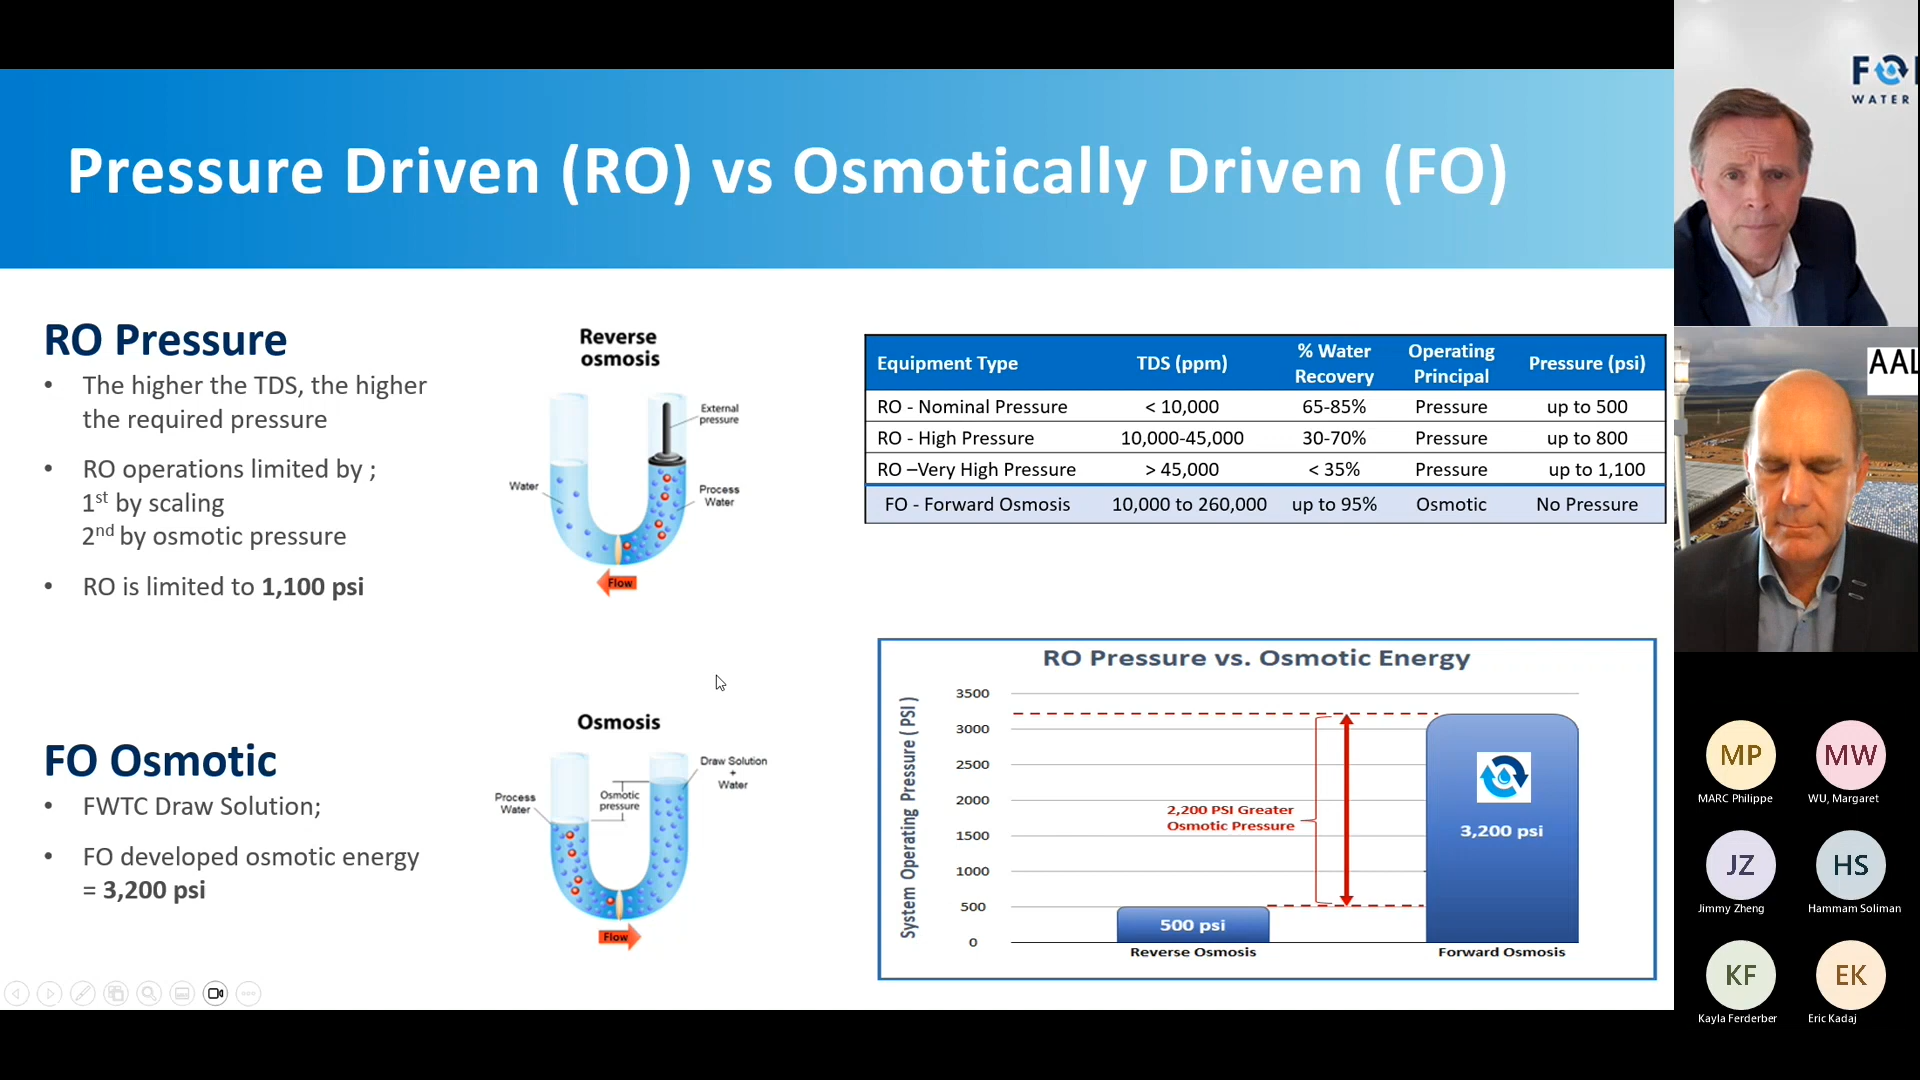 Pressure Driven (RO) vs Osmotically Driven (FO)
RO Pressure
• The higher the TDS, the higher
the required pressure
• RO operations limited by ;
1st by scaling
2nd by osmotic pressure
• RO is limited to 1,100 psi
Reverse
osmosis
External
pressure
Water
Process
Water
Flow
Equipment Type TDS (ppm) % Water Recovery Operating Principal Pressure (psi)
RO - Nominal Pressure < 10,000 65-85% Pressure up to 500
RO - High Pressure 10,000-45,000 30-70% Pressure up to 800
RO –Very High Pressure > 45,000 < 35% Pressure up to 1,100
FO - Forward Osmosis 10,000 to 260,000 up to 95% Osmotic No Pressure
FO Osmotic
• FWTC Draw Solution;
• FO developed osmotic energy
= 3,200 psi
Osmosis
Draw Solution
+
Water
Osmotic
pressure
Process
Water
Flow
RO Pressure vs. Osmotic Energy
System Operating Pressure ( PSI )
3500
3000
2500
2000
1500
1000
500
0
2,200 PSI Greater
Osmotic Pressure
500 psi
3,200 psi
Reverse Osmosis
Forward Osmosis
WATER
AAL
MP
MARC Philippe
MW
WU, Margaret
JZ
Jimmy Zheng
HS
Hammam Soliman
KF
Kayla Ferderber
EK
Eric Kadaj